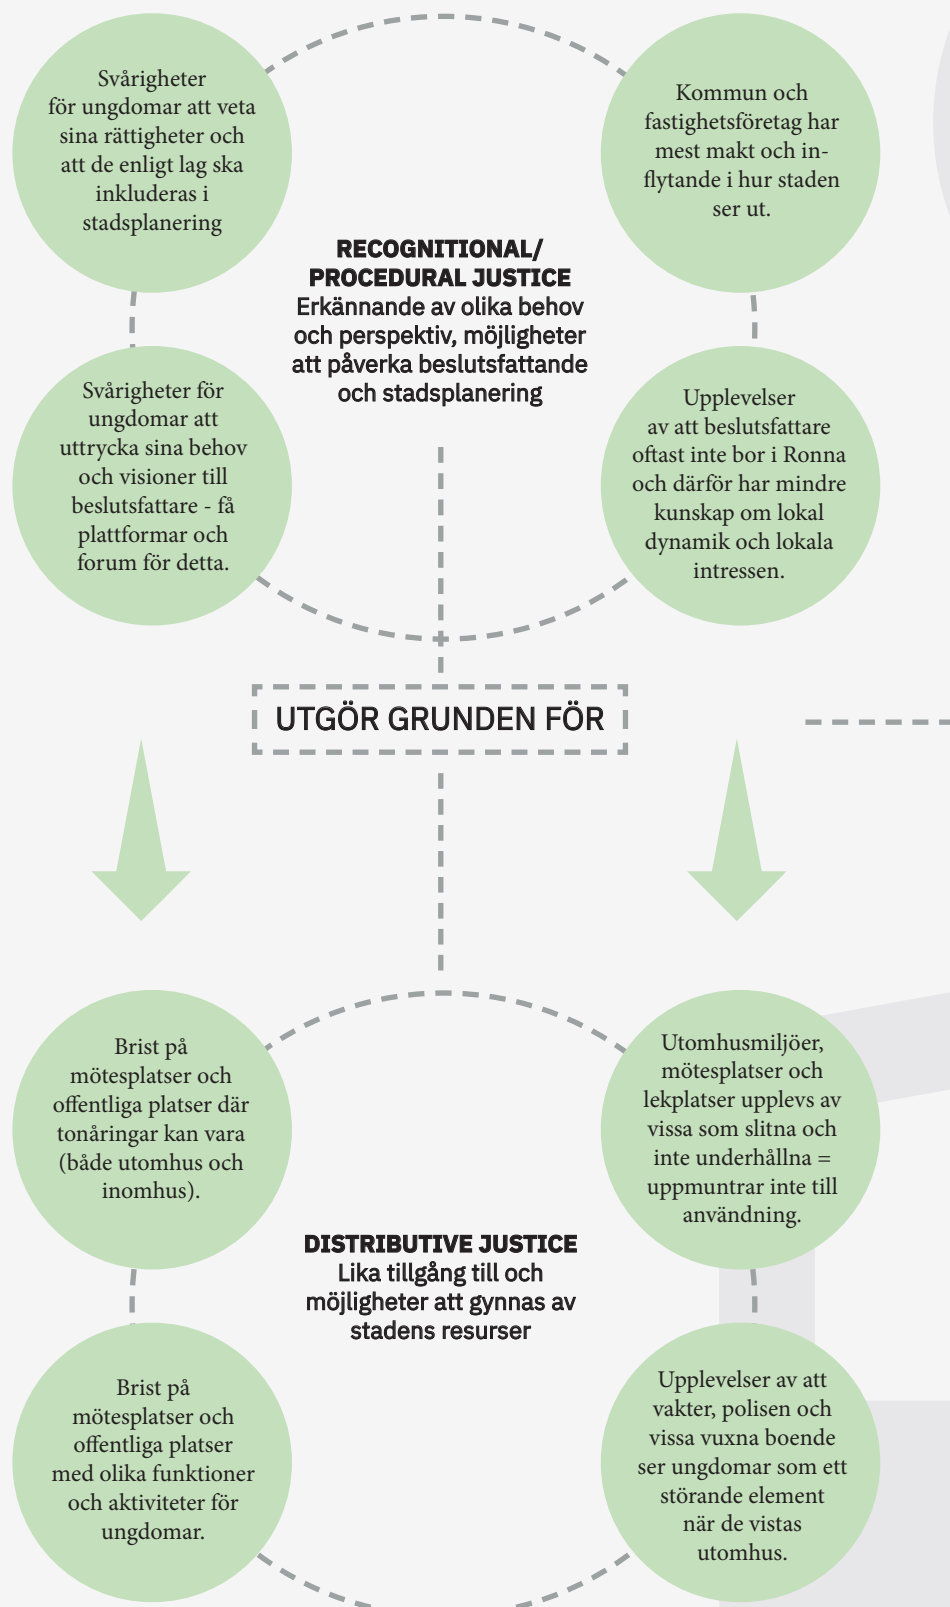 Svårigheter
för ungdomar att veta
sina rättigheter och
att de enligt lag ska
inkluderas i
stadsplanering
Kommun och
fastighetsföretag har
mest makt och in-
flytande i hur staden
ser ut.
RECOGNITIONAL/
PROCEDURAL JUSTICE
Erkännande av olika behov
och perspektiv, möjligheter
att påverka beslutsfattande
och stadsplanering
Svårigheter för
ungdomar att
uttrycka sina behov
och visioner till
beslutsfattare - få
plattformar och
forum för detta.
Upplevelser
av att beslutsfattare
oftast inte bor i Ronna
och därför har mindre
kunskap om lokal
dynamik och lokala
intressen.
UTGÖR GRUNDEN FÖR
Brist på
mötesplatser och
offentliga platser där
tonåringar kan vara
(både utomhus och
inomhus).
Utomhusmiljöer,
mötesplatser och
lekplatser upplevs av
vissa som slitna och
inte underhållna =
uppmuntrar inte till
användning.
DISTRIBUTIVE JUSTICE
Lika tillgång till och
möjligheter att gynnas av
stadens resurser
Brist på
mötesplatser och
offentliga platser
med olika funktioner
och aktiviteter för
ungdomar.
Upplevelser av att
vakter, polisen och
vissa vuxna boende
ser ungdomar som ett
störande element
när de vistas
utomhus.